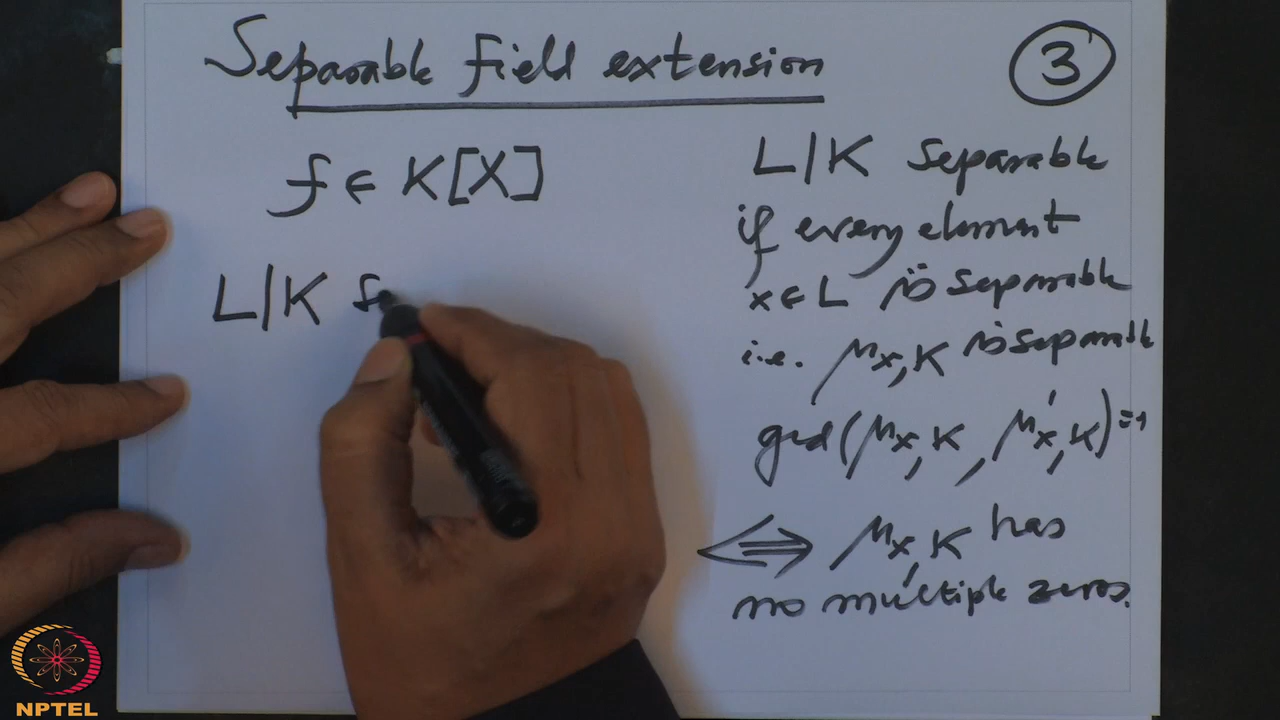 Separable field extension
3
f ∈ K[X]
L|K f
L|K separable
if every element
x ∈ L is separable
i.e. μx,K is separable
gcd(μx,K, μ'x,K) = 1
⟺ μx,K has
no multiple zeros.
NPTEL